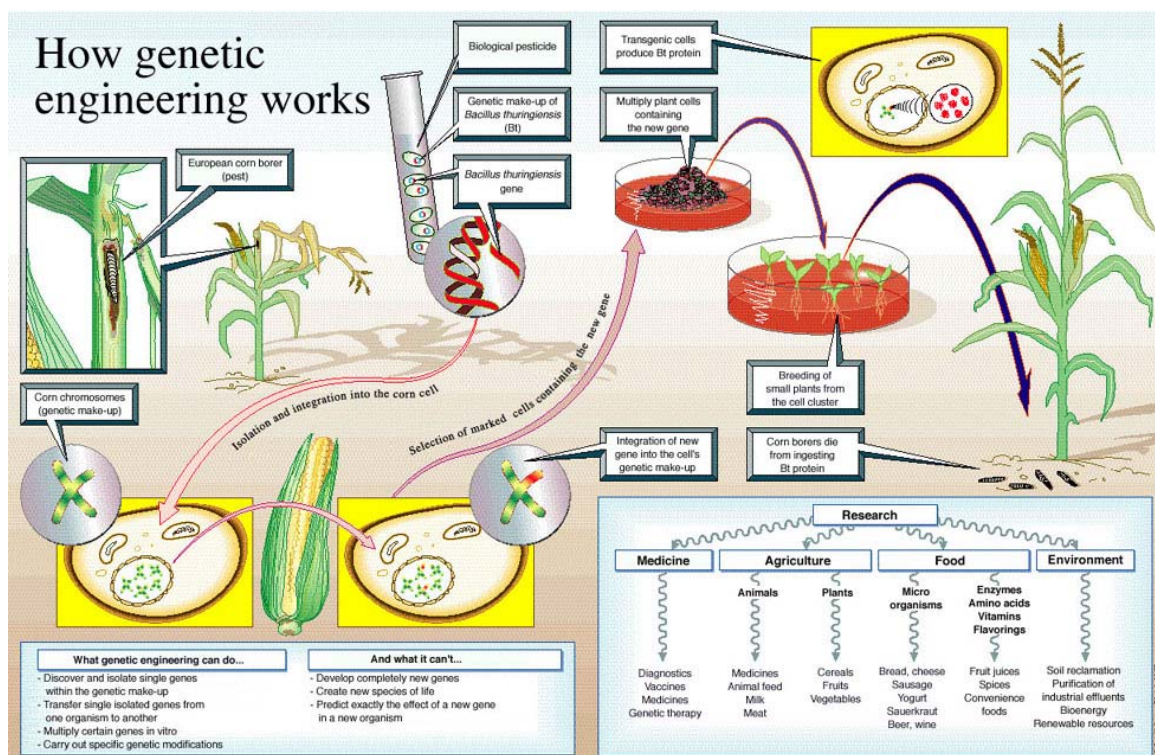 How genetic
engineering works
European corn borer
(pest)
Biological pesticide
Genetic make-up of
Bacillus thuringiensis
(Bt)
Bacillus thuringiensis
gene
Transgenic cells
produce Bt protein
Multiply plant cells
containing
the new gene
Breeding of
small plants from
the cell cluster
Corn chromosomes
(genetic make-up)
Isolation and integration into the corn cell
Selection of marked cells containing the new gene
Integration of new
gene into the cell's
genetic make-up
Corn borers die
from ingesting
Bt protein
What genetic engineering can do...
- Discover and isolate single genes
within the genetic make-up
- Transfer single isolated genes from
one organism to another
- Multiply certain genes in vitro
- Carry out specific genetic modifications
And what it can't...
- Develop completely new genes
- Create new species of life
- Predict exactly the effect of a new gene
in a new organism
Research
Medicine
Agriculture
Food
Environment
Animals
Plants
Micro
organisms
Enzymes
Amino acids
Vitamins
Flavorings
Diagnostics
Vaccines
Medicines
Genetic therapy
Medicines
Animal feed
Milk
Meat
Cereals
Fruits
Vegetables
Bread, cheese
Sausage
Yogurt
Sauerkraut
Beer, wine
Fruit juices
Spices
Convenience
foods
Soil reclamation
Purification of
industrial effluents
Bioenergy
Renewable resources